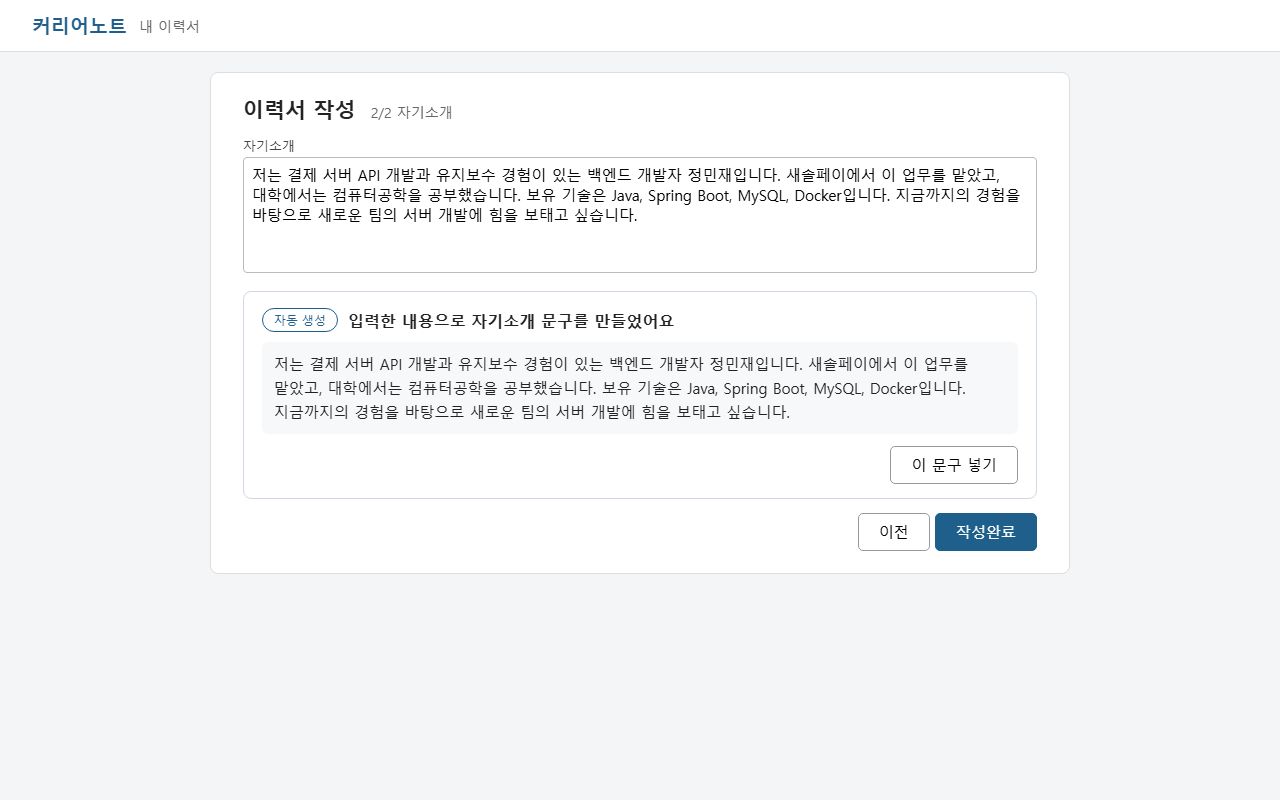 커리어노트 내 이력서
이력서 작성 2/2 자기소개
자기소개
저는 결제 서버 API 개발과 유지보수 경험이 있는 백엔드 개발자 정민재입니다. 새솔페이에서 이 업무를 맡았고,
대학에서는 컴퓨터공학을 공부했습니다. 보유 기술은 Java, Spring Boot, MySQL, Docker입니다. 지금까지의 경험을
바탕으로 새로운 팀의 서버 개발에 힘을 보태고 싶습니다.
자동 생성 입력한 내용으로 자기소개 문구를 만들었어요
저는 결제 서버 API 개발과 유지보수 경험이 있는 백엔드 개발자 정민재입니다. 새솔페이에서 이 업무를
맡았고, 대학에서는 컴퓨터공학을 공부했습니다. 보유 기술은 Java, Spring Boot, MySQL, Docker입니다.
지금까지의 경험을 바탕으로 새로운 팀의 서버 개발에 힘을 보태고 싶습니다.
이 문구 넣기
이전 작성완료